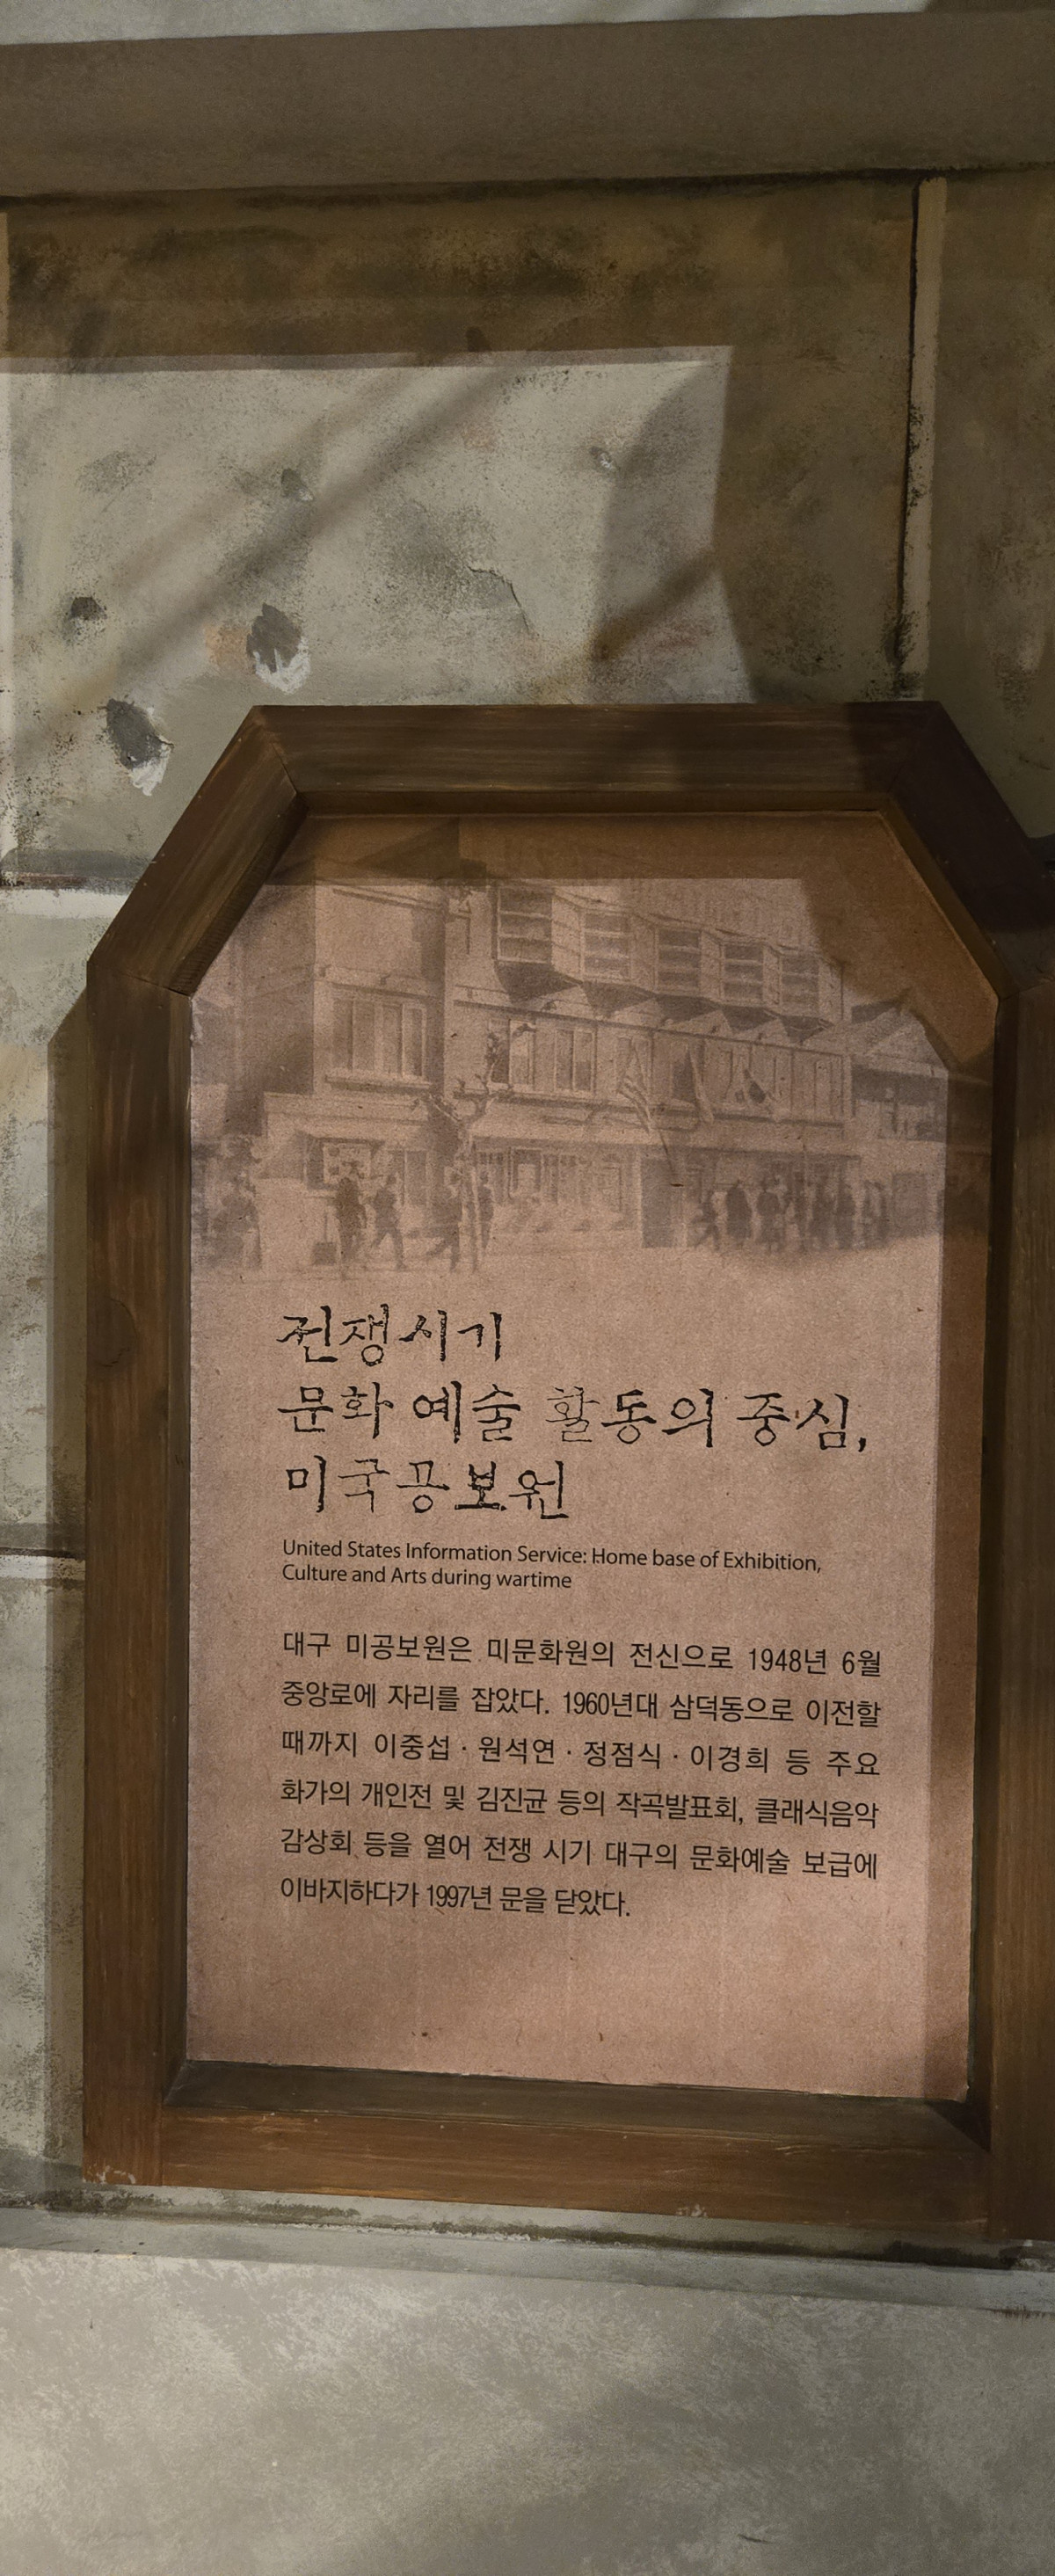 전쟁시기
문화 예술 활동의 중심,
미국공보원
United States Information Service: Home base of Exhibition,
Culture and Arts during wartime
대구 미공보원은 미문화원의 전신으로 1948년 6월
중앙로에 자리를 잡았다. 1960년대 삼덕동으로 이전할
때까지 이중섭 · 원석연 · 정점식 · 이경희 등 주요
화가의 개인전 및 김진균 등의 작곡발표회, 클래식음악
감상회 등을 열어 전쟁 시기 대구의 문화예술 보급에
이바지하다가 1997년 문을 닫았다.